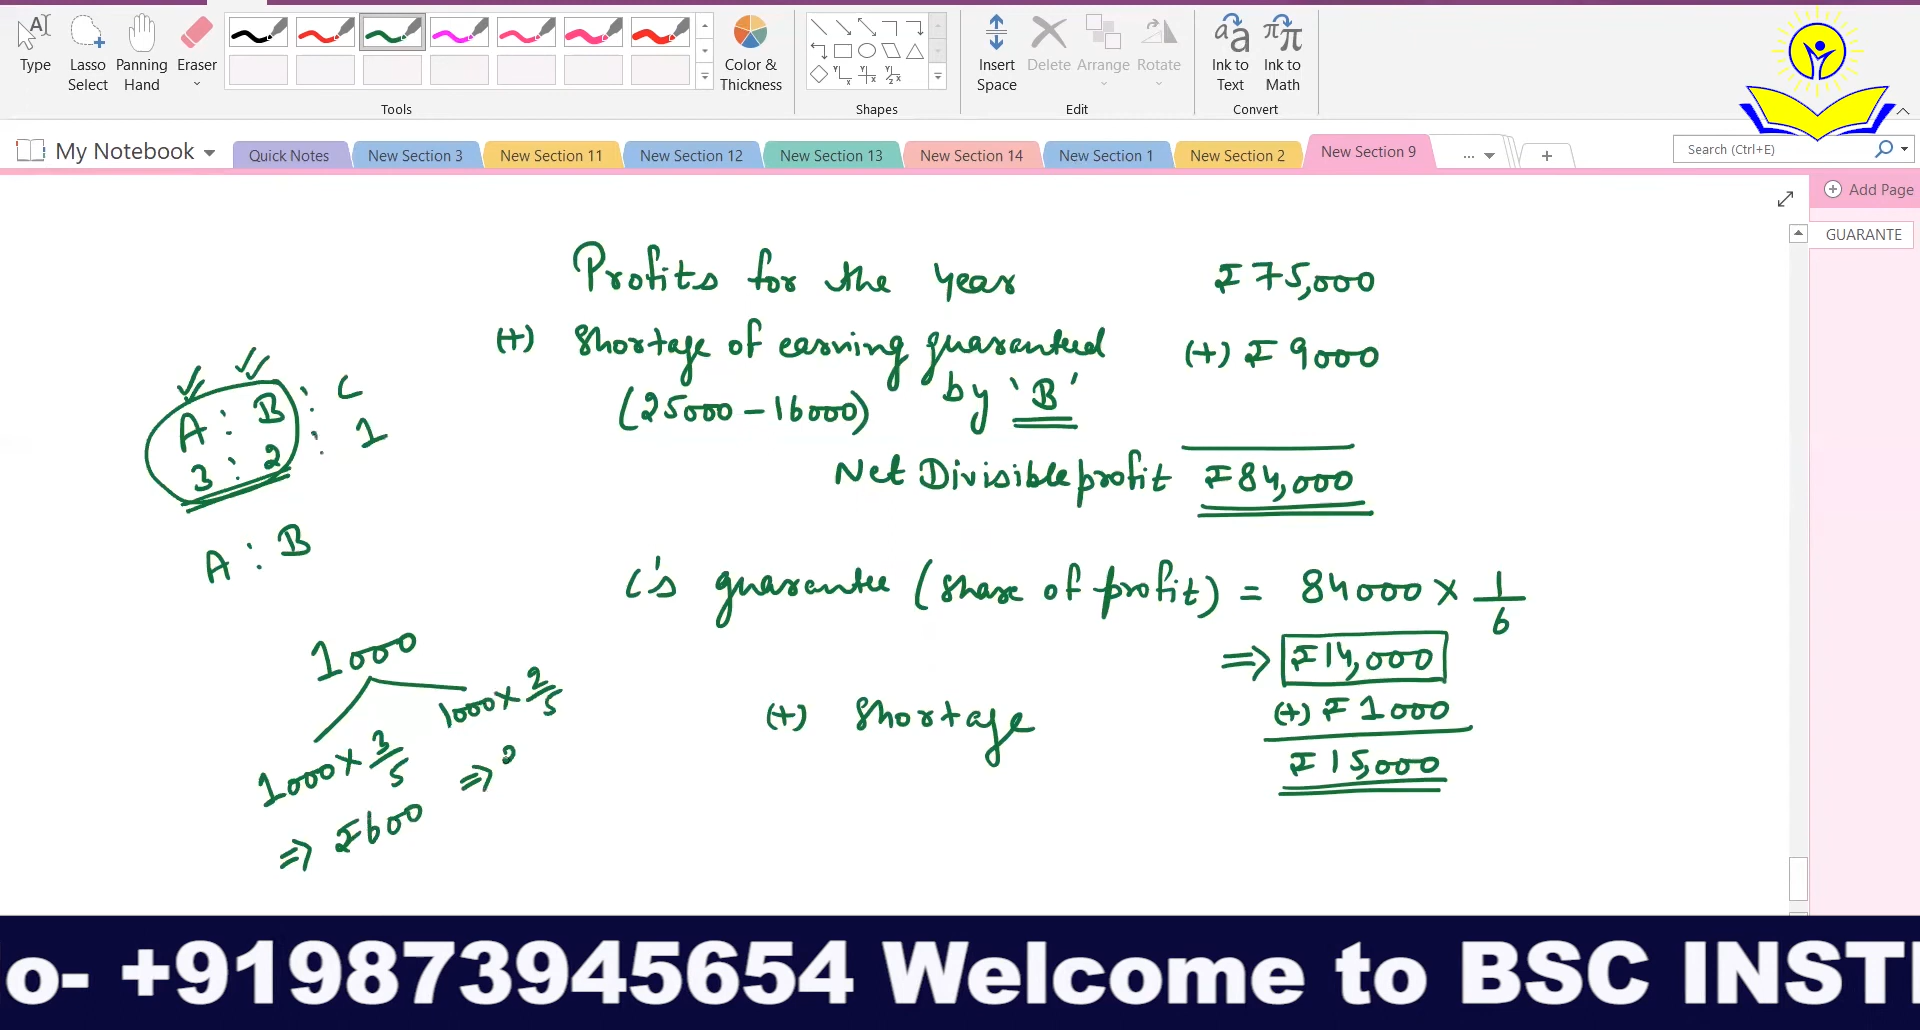 Type
Lasso Select
Panning Hand
Eraser
Color & Thickness
Insert Space
Delete
Arrange
Rotate
Ink to Text
Ink to Math
Tools
Shapes
Edit
Convert
My Notebook
Quick Notes
New Section 3
New Section 11
New Section 12
New Section 13
New Section 14
New Section 1
New Section 2
New Section 9
...
Search (Ctrl+E)
Add Page
GUARANTE
Profits for the year ₹75,000
(+) Shortage of earning guaranteed (+) ₹9000
(25000 - 16000) by 'B'
Net Divisible profit ₹84,000
A : B : C
3 : 2 : 1
A : B
C's guarantee (share of profit) = 84000 × 1/6
⇒ ₹14,000
(+) Shortage (+) ₹1000
₹15,000
1000
1000 × 3/5
⇒ ₹600
1000 × 2/5
⇒
o- +919873945654 Welcome to BSC INSTI